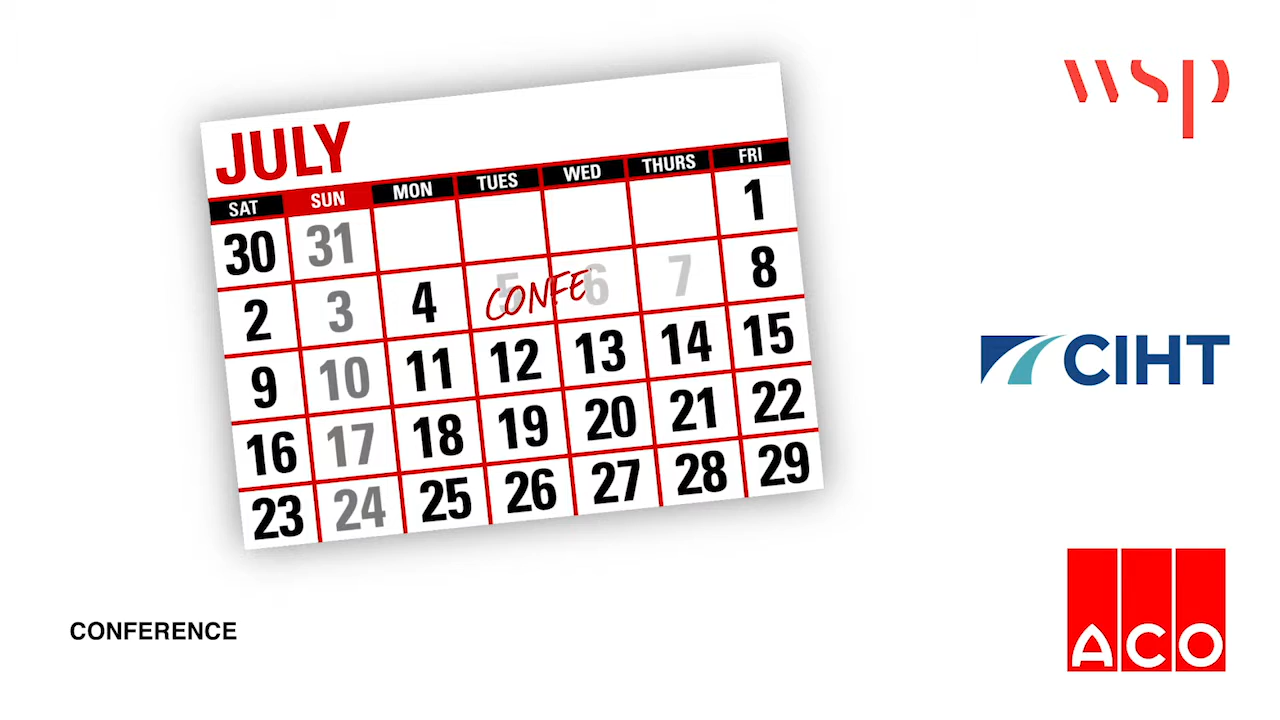 wsp
JULY
SAT SUN MON TUES WED THURS FRI
30 31 1
2 3 4 5 6 7 8
CONFE
9 10 11 12 13 14 15
16 17 18 19 20 21 22
23 24 25 26 27 28 29
CIHT
ACO
CONFERENCE